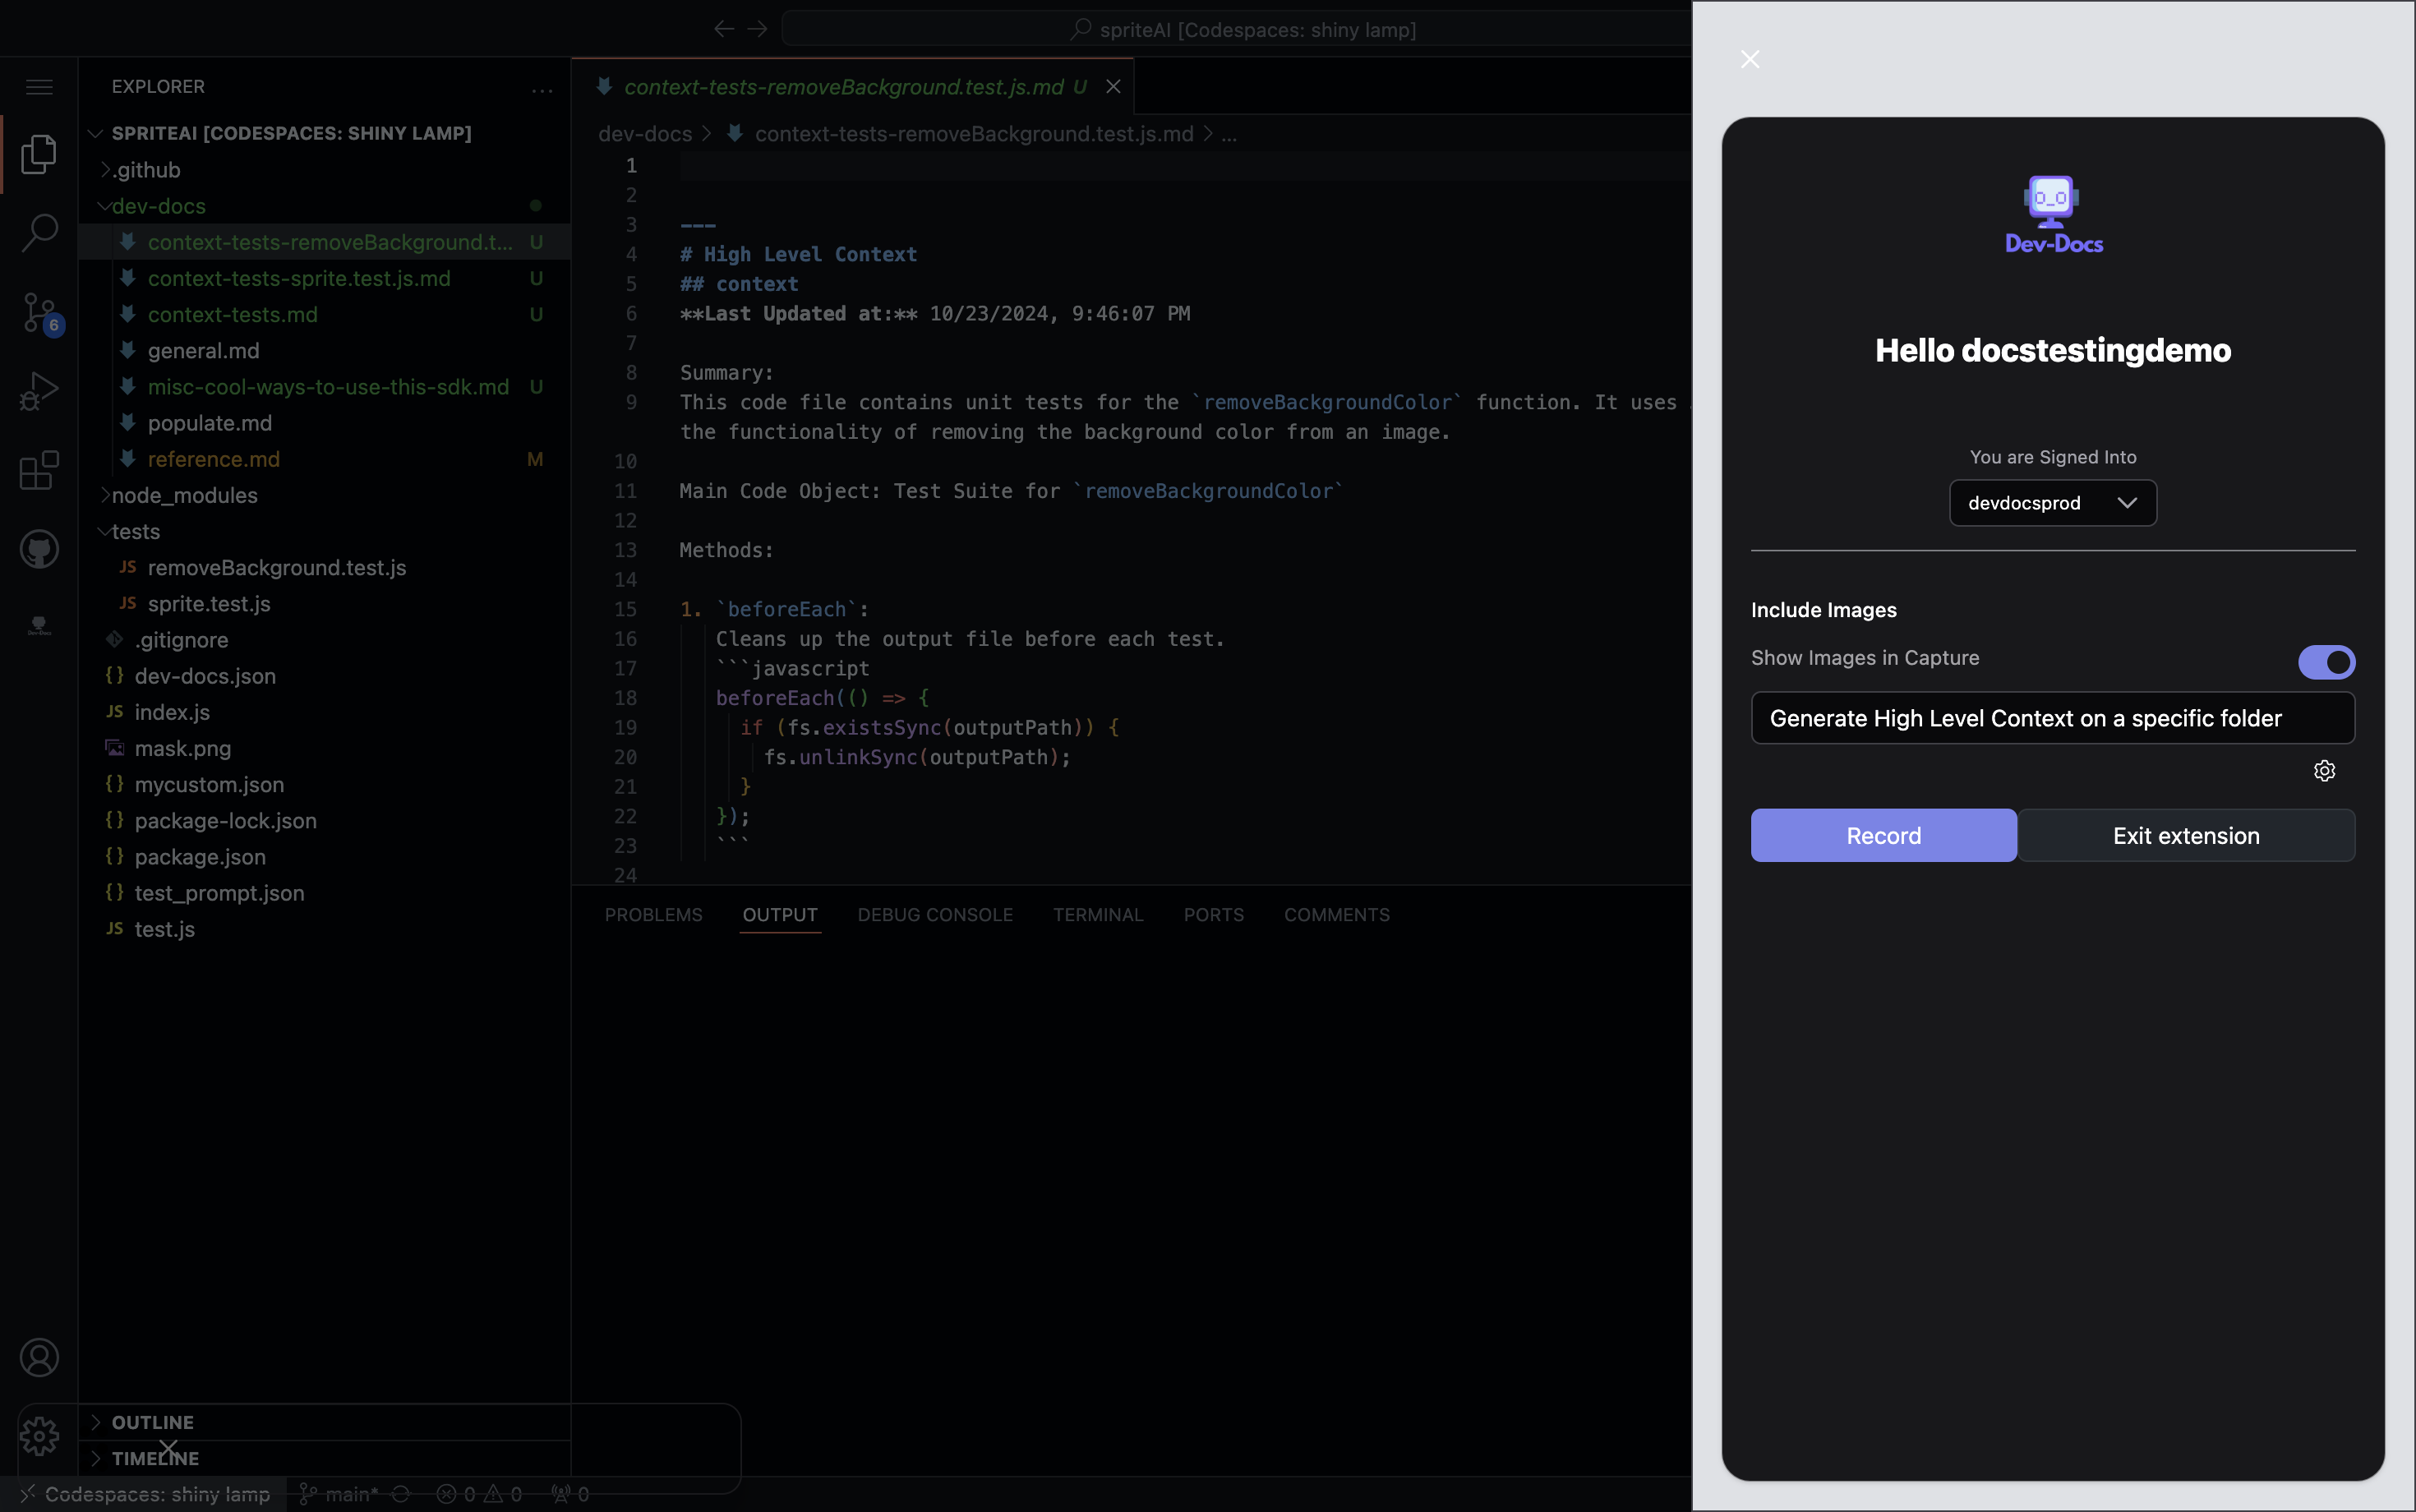 spriteAI [Codespaces: shiny lamp]
EXPLORER
...
SPRITEAI [CODESPACES: SHINY LAMP]
.github
dev-docs
context-tests-removeBackground.t... U
context-tests-sprite.test.js.md U
context-tests.md U
general.md
misc-cool-ways-to-use-this-sdk.md U
populate.md
reference.md M
node_modules
tests
JS removeBackground.test.js
JS sprite.test.js
.gitignore
{} dev-docs.json
JS index.js
mask.png
{} mycustom.json
{} package-lock.json
{} package.json
{} test_prompt.json
JS test.js
OUTLINE
TIMELINE
6
context-tests-removeBackground.test.js.md U
dev-docs > context-tests-removeBackground.test.js.md > ...
1
2
3 ---
4 # High Level Context
5 ## context
6 **Last Updated at:** 10/23/2024, 9:46:07 PM
7
8 Summary:
9 This code file contains unit tests for the `removeBackgroundColor` function. It uses
the functionality of removing the background color from an image.
10
11 Main Code Object: Test Suite for `removeBackgroundColor`
12
13 Methods:
14
15 1. `beforeEach`:
16 Cleans up the output file before each test.
17 ```javascript
18 beforeEach(() => {
19 if (fs.existsSync(outputPath)) {
20 fs.unlinkSync(outputPath);
21 }
22 });
23 ```
24
PROBLEMS OUTPUT DEBUG CONSOLE TERMINAL PORTS COMMENTS
Codespaces: shiny lamp main* 0 0 0
Dev-Docs
Hello docstestingdemo
You are Signed Into
devdocsprod
Include Images
Show Images in Capture
Generate High Level Context on a specific folder
Record Exit extension